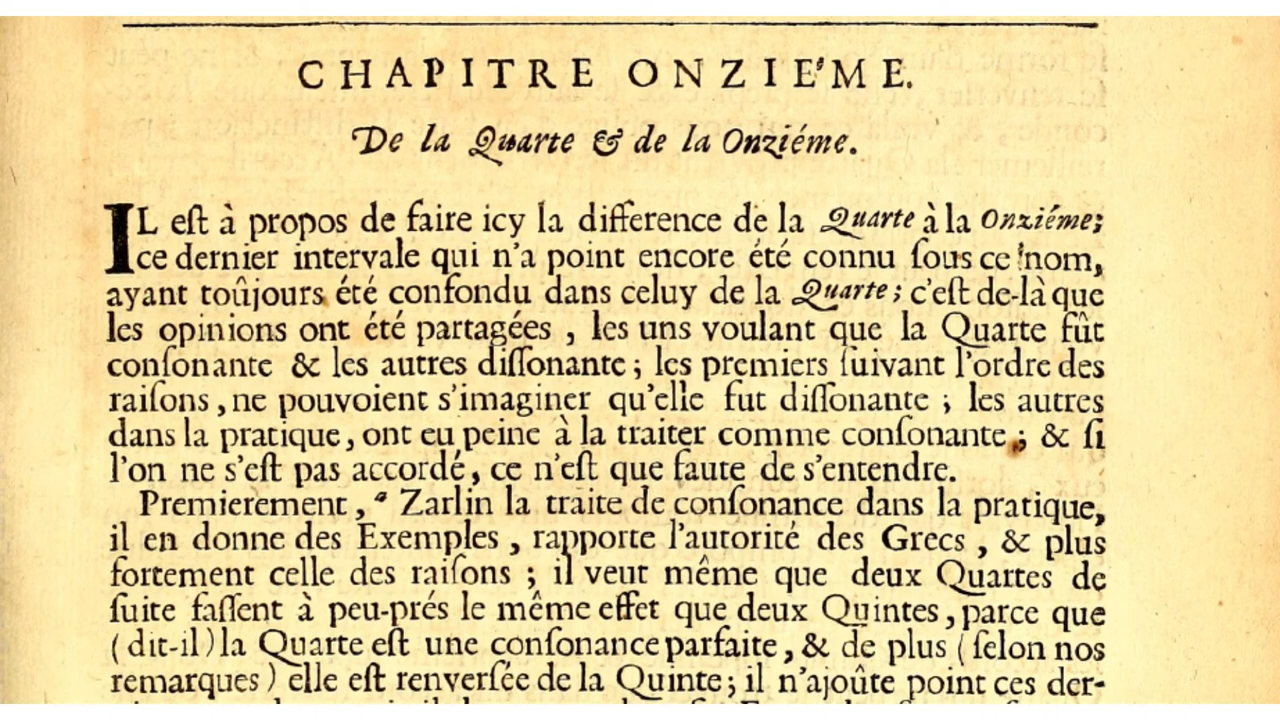 CHAPITRE ONZIE'ME.
De la Quarte & de la Onziéme.
IL eſt à propos de faire icy la difference de la Quarte à la Onziéme;
ce dernier intervale qui n'a point encore été connu ſous ce nom,
ayant toûjours été confondu dans celuy de la Quarte; c'eſt de-là que
les opinions ont été partagées, les uns voulant que la Quarte fût
conſonante & les autres diſſonante; les premiers ſuivant l'ordre des
raiſons, ne pouvoient s'imaginer qu'elle fut diſſonante; les autres
dans la pratique, ont eu peine à la traiter comme conſonante; & ſi
l'on ne s'eſt pas accordé, ce n'eſt que faute de s'entendre.
Premierement, a Zarlin la traite de conſonance dans la pratique,
il en donne des Exemples, rapporte l'autorité des Grecs, & plus
fortement celle des raiſons; il veut même que deux Quartes de
ſuite faſſent à peu-prés le même effet que deux Quintes, parce que
(dit-il) la Quarte eſt une conſonance parfaite, & de plus (ſelon nos
remarques) elle eſt renverſée de la Quinte; il n'ajoûte point ces der-